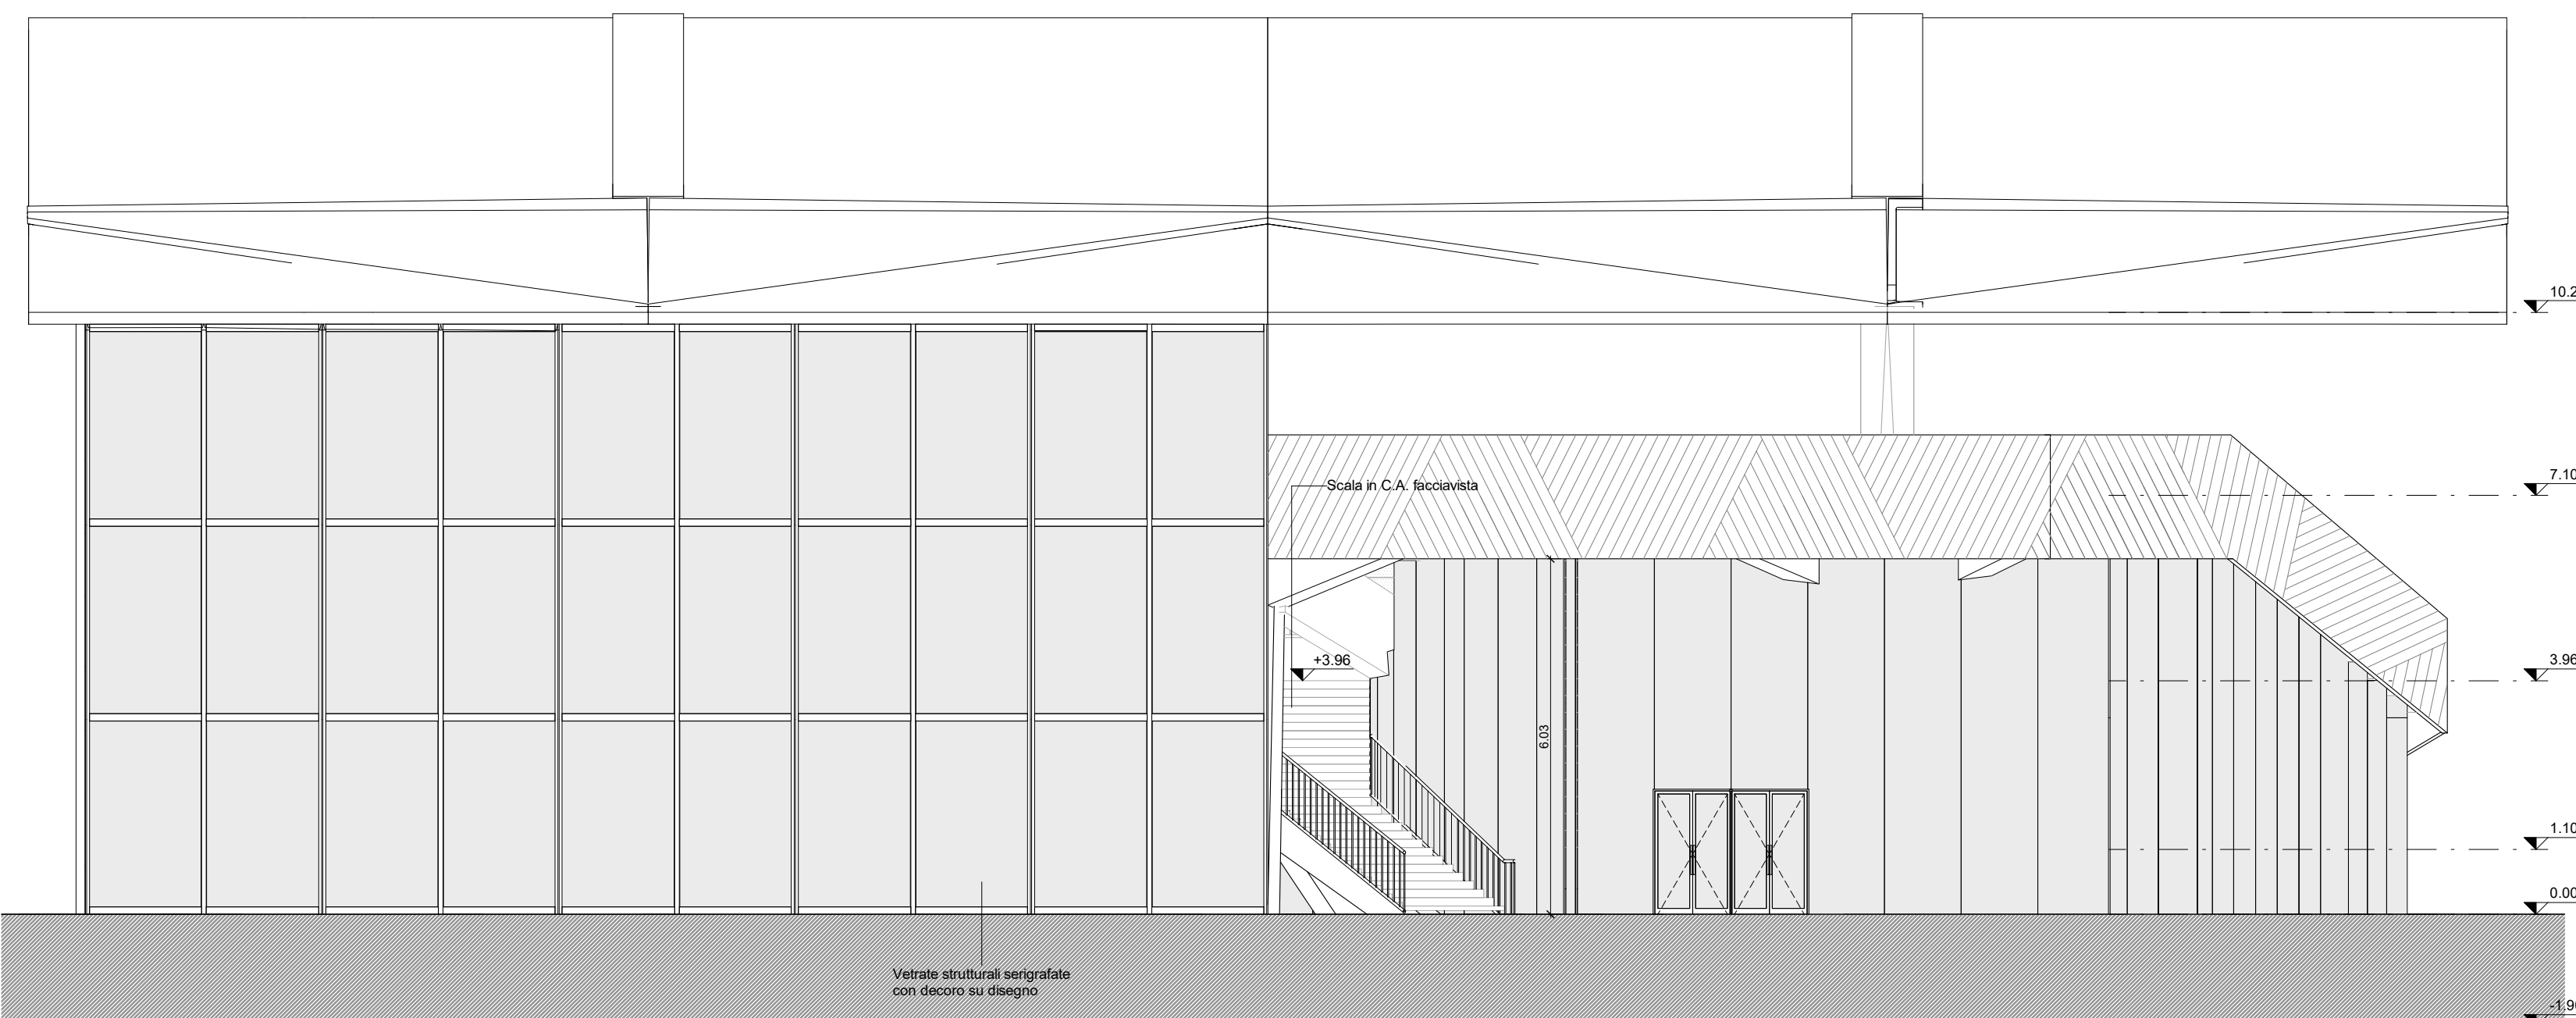 10.2
7.10
Scala in C.A. facciavista
+3.96
3.96
6.03
1.10
0.00
Vetrate strutturali serigrafate
con decoro su disegno